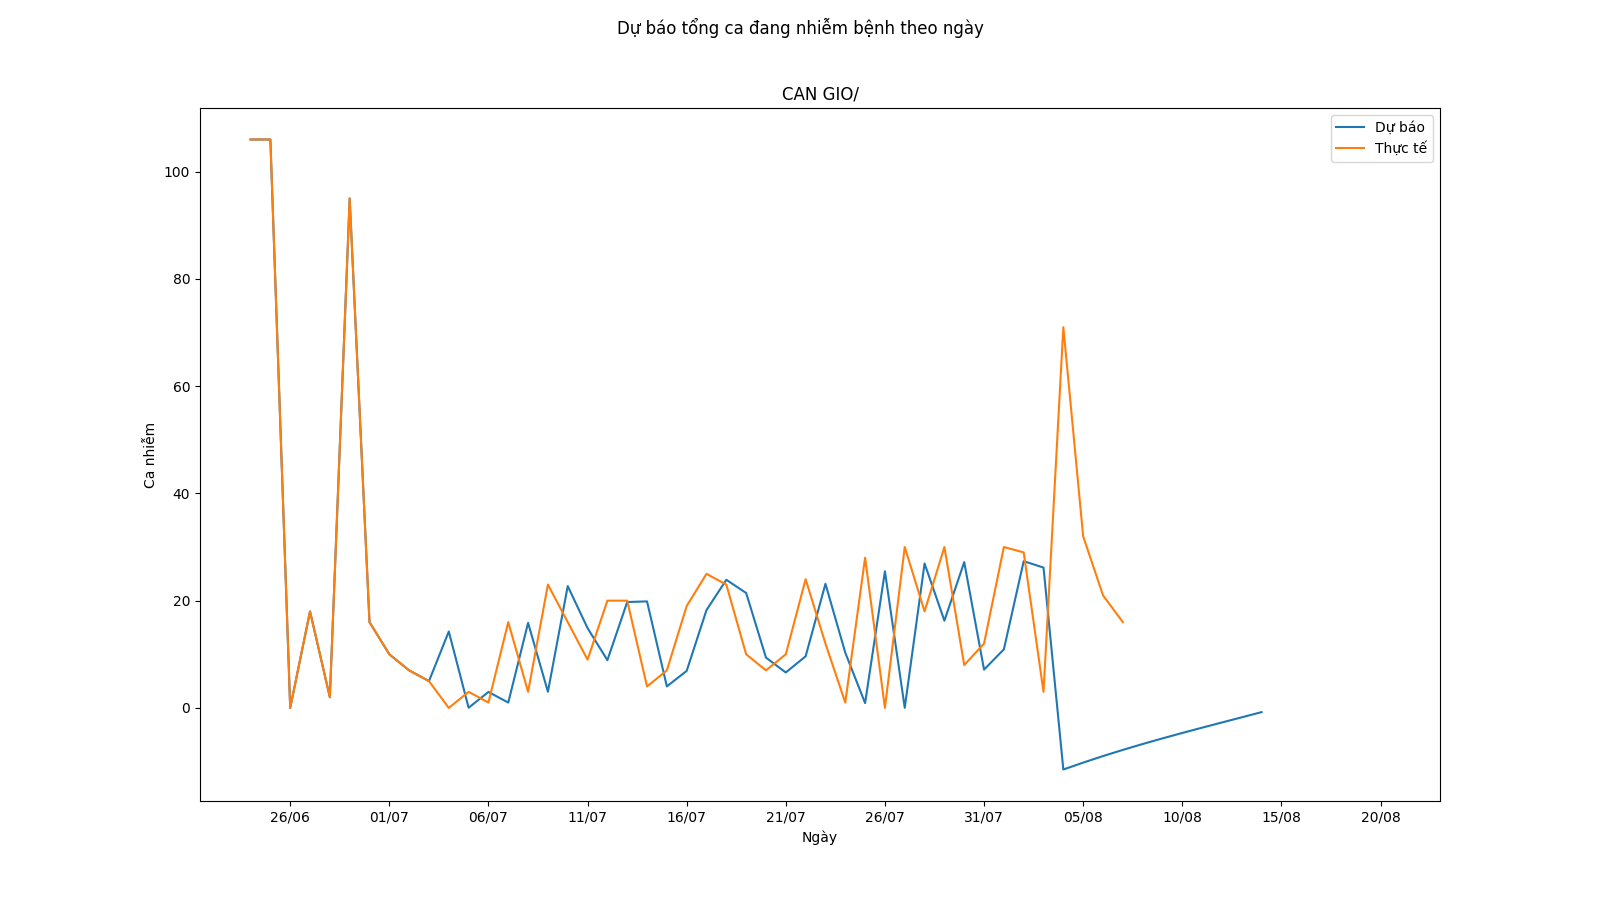 Dự báo tổng ca đang nhiễm bệnh theo ngày
CAN GIO/
Dự báo
Thực tế
100
80
60
40
20
0
Ca nhiễm
26/06 01/07 06/07 11/07 16/07 21/07 26/07 31/07 05/08 10/08 15/08 20/08
Ngày